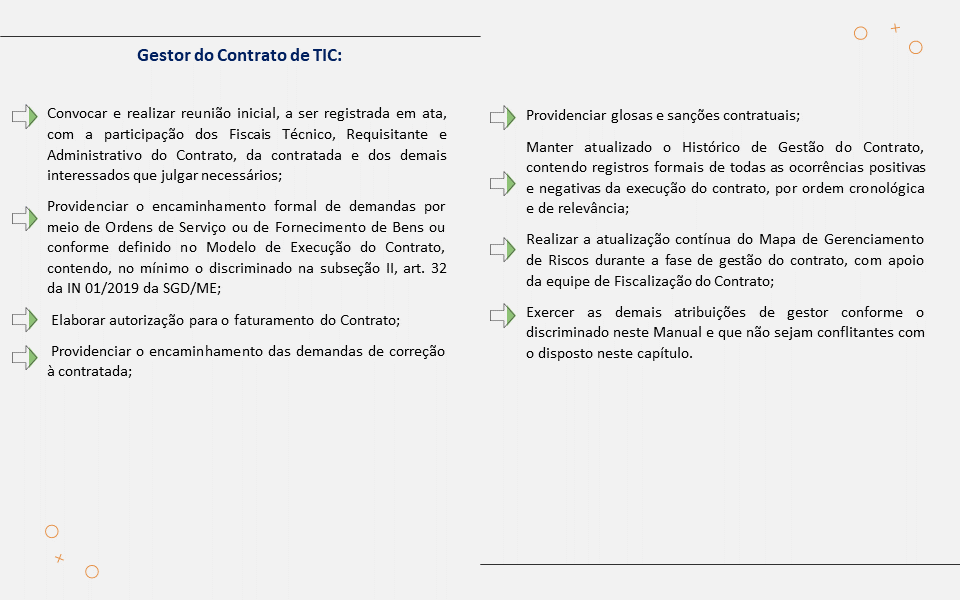 Gestor do Contrato de TIC:
Convocar e realizar reunião inicial, a ser registrada em ata,
com a participação dos Fiscais Técnico, Requisitante e
Administrativo do Contrato, da contratada e dos demais
interessados que julgar necessários;
Providenciar o encaminhamento formal de demandas por
meio de Ordens de Serviço ou de Fornecimento de Bens ou
conforme definido no Modelo de Execução do Contrato,
contendo, no mínimo o discriminado na subseção II, art. 32
da IN 01/2019 da SGD/ME;
Elaborar autorização para o faturamento do Contrato;
Providenciar o encaminhamento das demandas de correção
à contratada;
Providenciar glosas e sanções contratuais;
Manter atualizado o Histórico de Gestão do Contrato,
contendo registros formais de todas as ocorrências positivas
e negativas da execução do contrato, por ordem cronológica
e de relevância;
Realizar a atualização contínua do Mapa de Gerenciamento
de Riscos durante a fase de gestão do contrato, com apoio
da equipe de Fiscalização do Contrato;
Exercer as demais atribuições de gestor conforme o
discriminado neste Manual e que não sejam conflitantes com
o disposto neste capítulo.